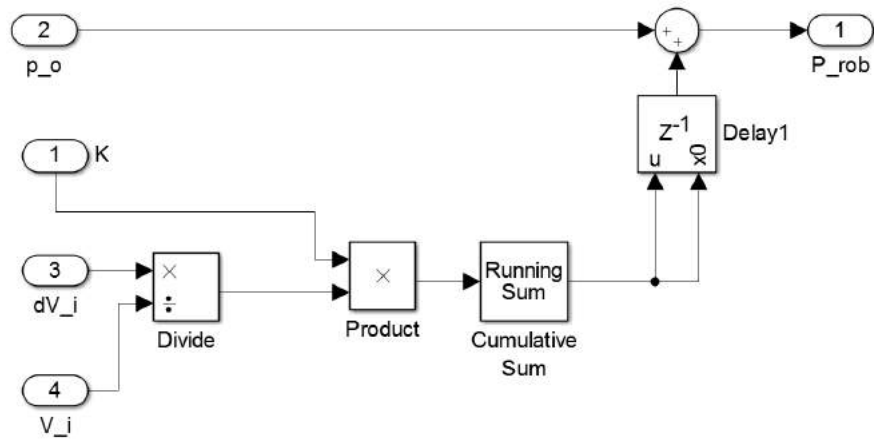 2
p_o
+
+
1
P_rob
Z-1
u
x0
Delay1
1
K
3
dV_i
×
÷
Divide
×
Product
Running
Sum
Cumulative
Sum
4
V_i